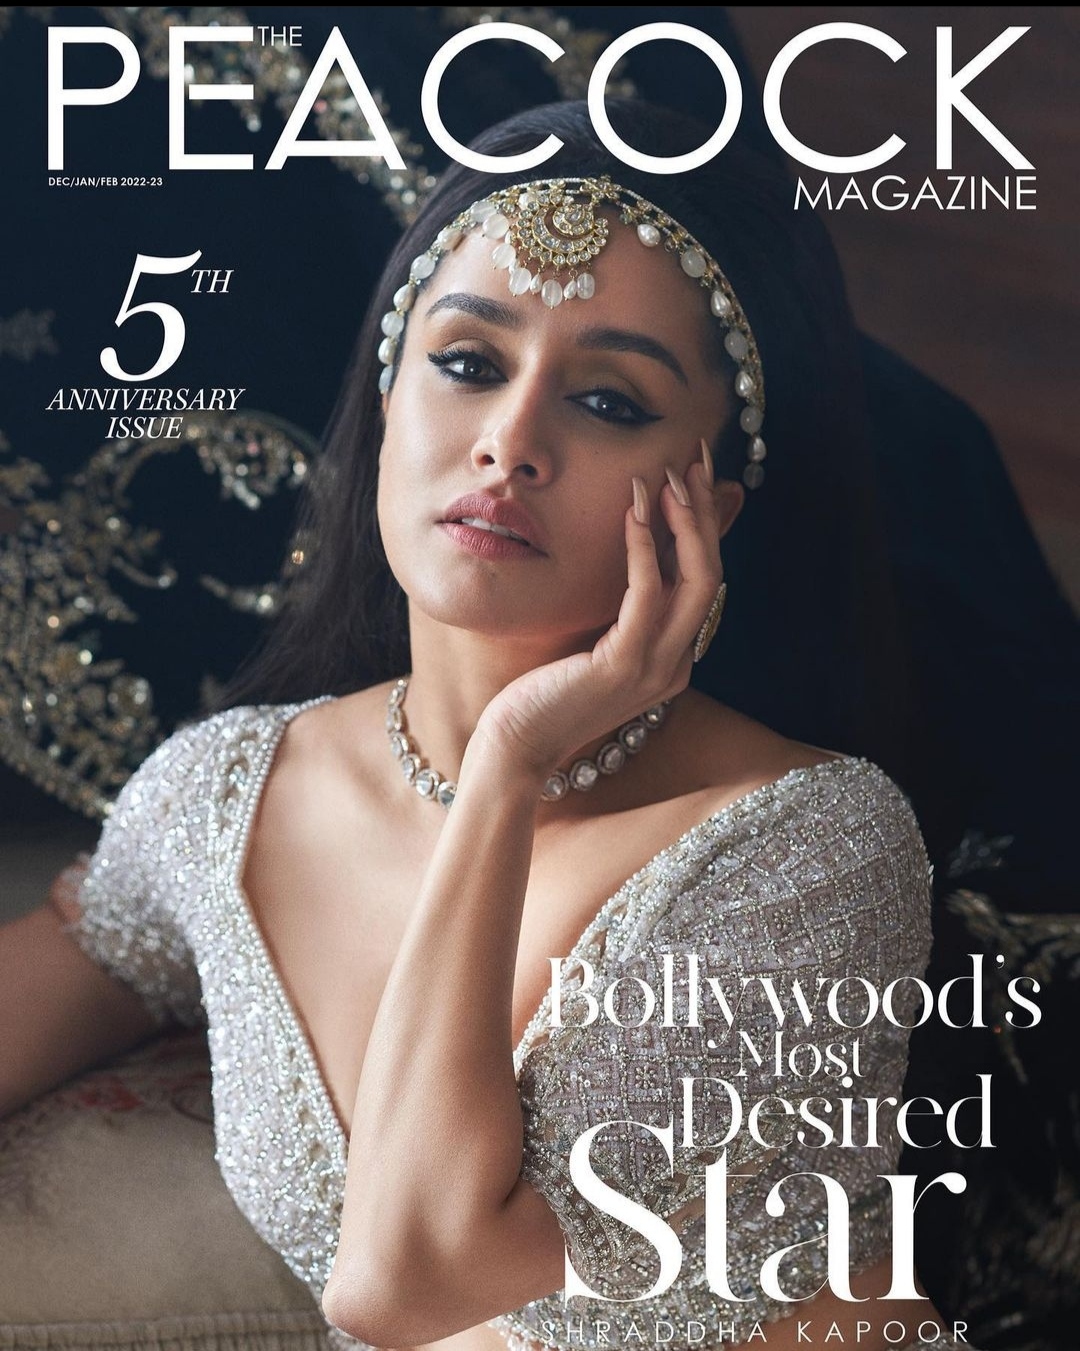 THE
PEACOCK
MAGAZINE
DEC/JAN/FEB 2022-23
5TH
ANNIVERSARY
ISSUE
Bollywood's
Most
Desired
Star
SHRADDHA KAPOOR